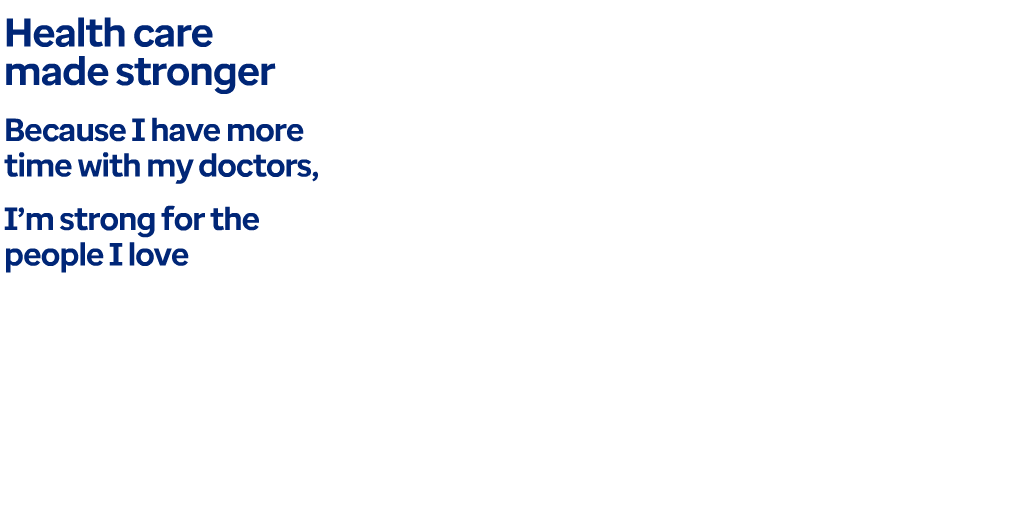 Health care
made stronger
Because I have more
time with my doctors,
I’m strong for the
people I love